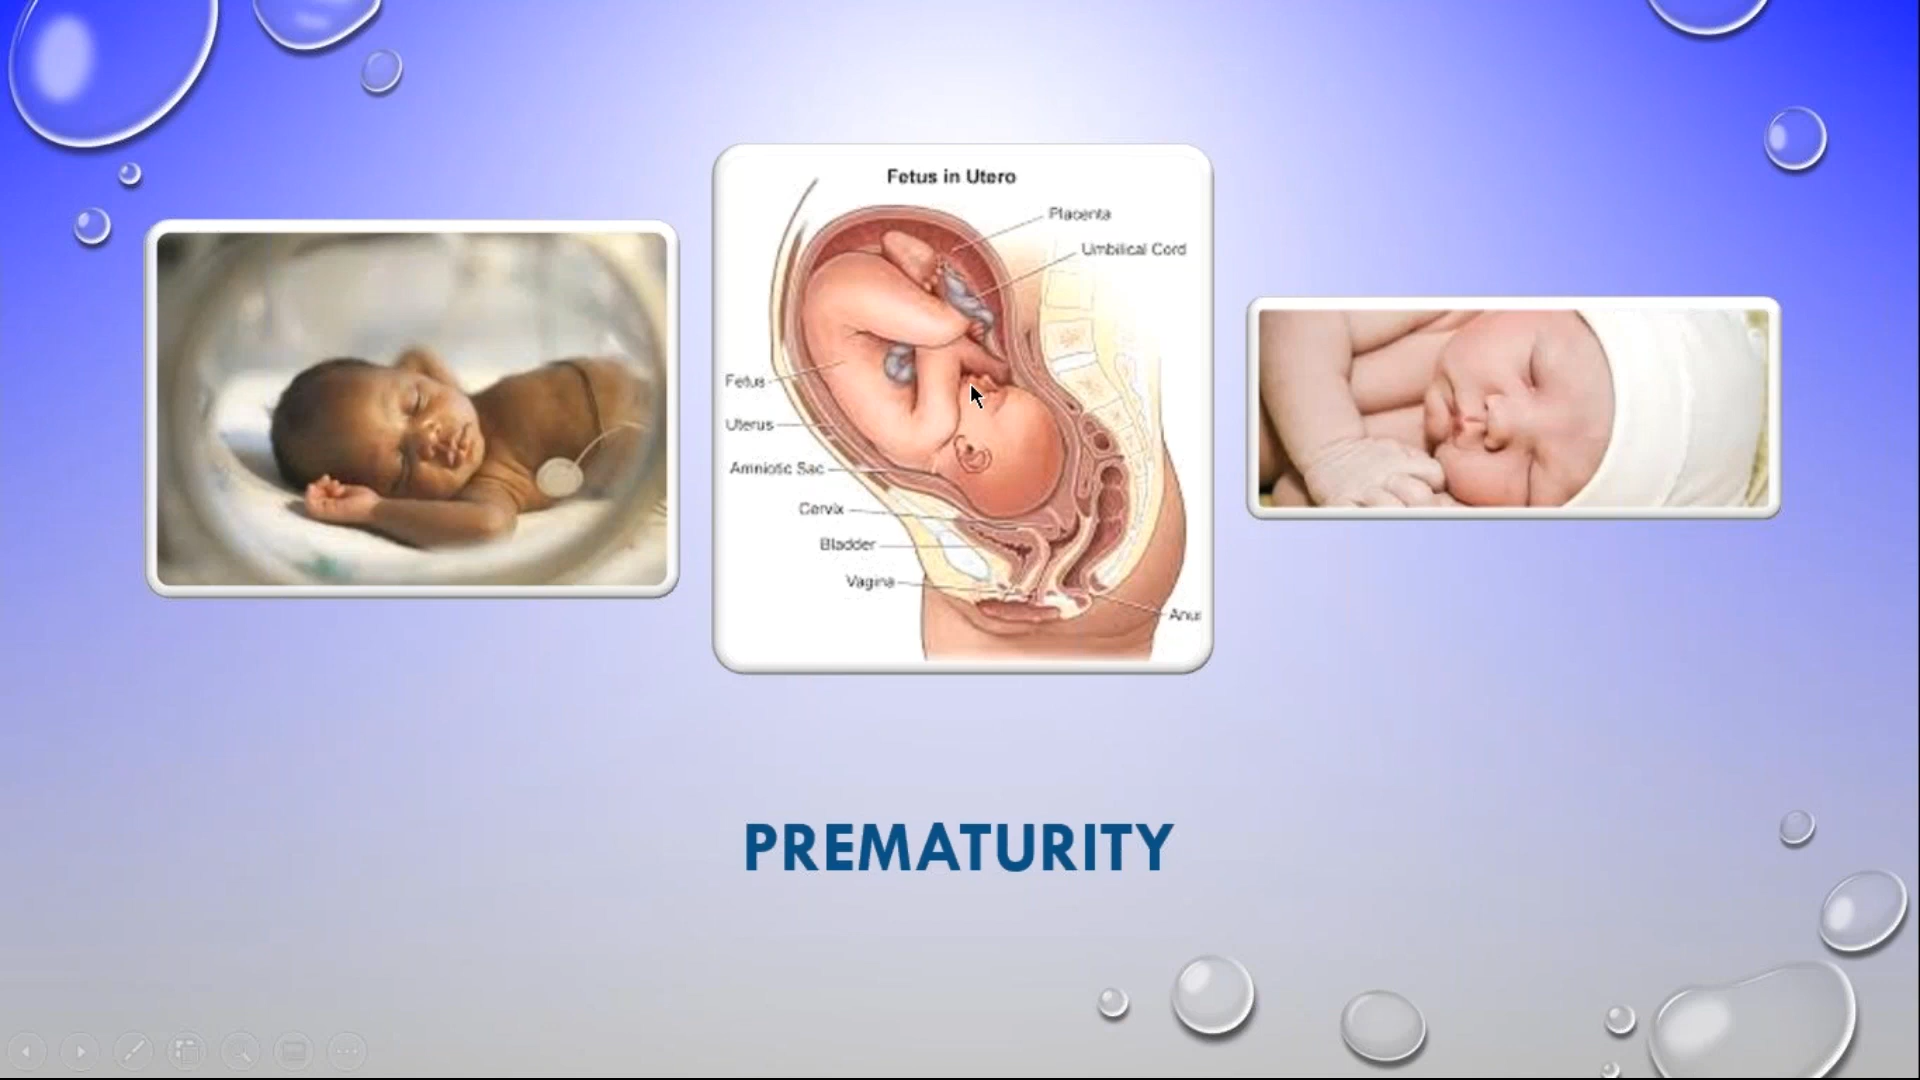 Fetus in Utero
Placenta
Umbilical Cord
Fetus
Uterus
Amniotic Sac
Cervix
Bladder
Vagina
Anus
PREMATURITY